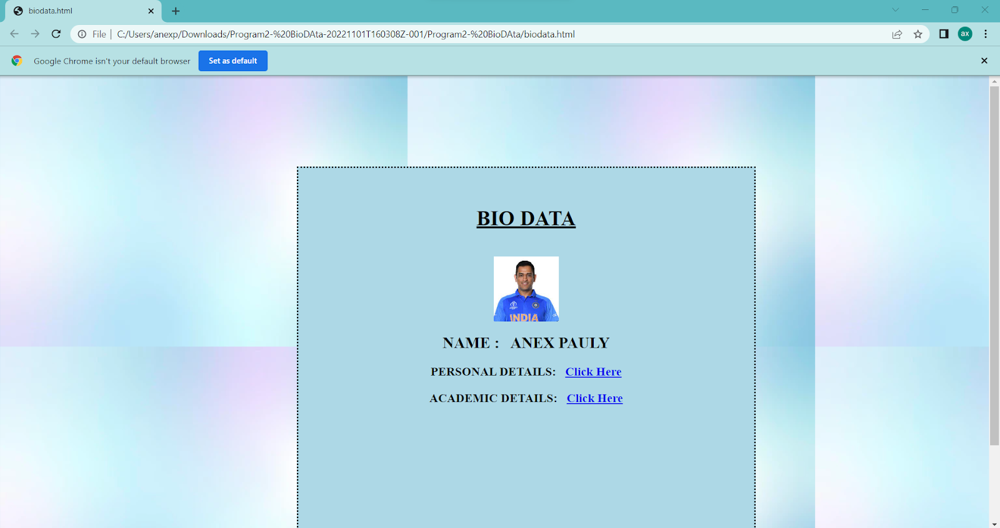 biodata.html
File | C:/Users/anexp/Downloads/Program2-%20BioDAta-20221101T160308Z-001/Program2-%20BioDAta/biodata.html
ax
Google Chrome isn't your default browser Set as default
BIO DATA
INDIA
NAME : ANEX PAULY
PERSONAL DETAILS: Click Here
ACADEMIC DETAILS: Click Here